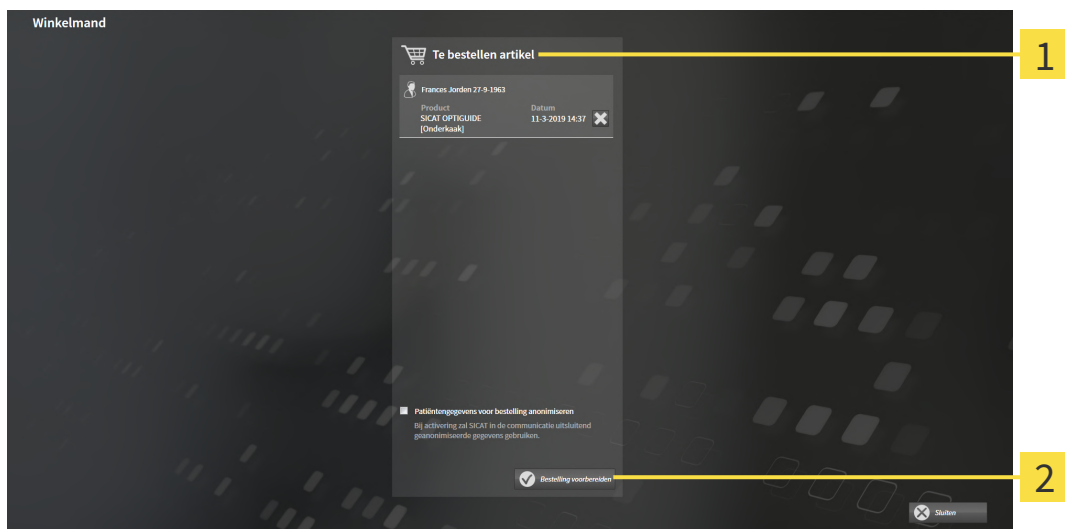 Winkelmand
Te bestellen artikel
1
Frances Jorden 27-9-1963
Product Datum
SICAT OPTIGUIDE 11-3-2019 14:37
[Onderkaak]
Patiëntengegevens voor bestelling anonimiseren
Bij activering zal SICAT in de communicatie uitsluitend
geanonimiseerde gegevens gebruiken.
Bestelling voorbereiden
2
Sluiten